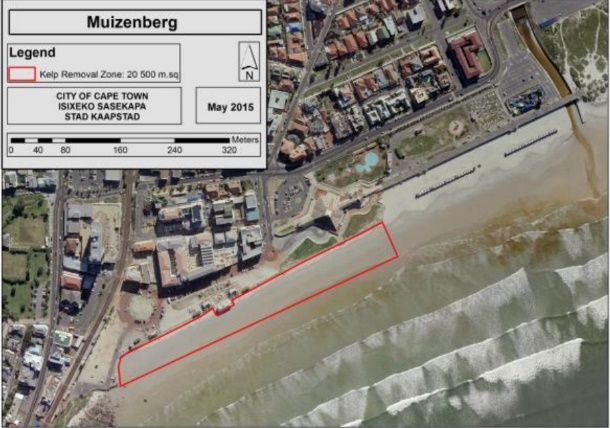 Muizenberg
Legend
Kelp Removal Zone: 20 500 m.sq
N
CITY OF CAPE TOWN
ISIXEKO SASEKAPA
STAD KAAPSTAD
May 2015
Meters
0 40 80 160 240 320